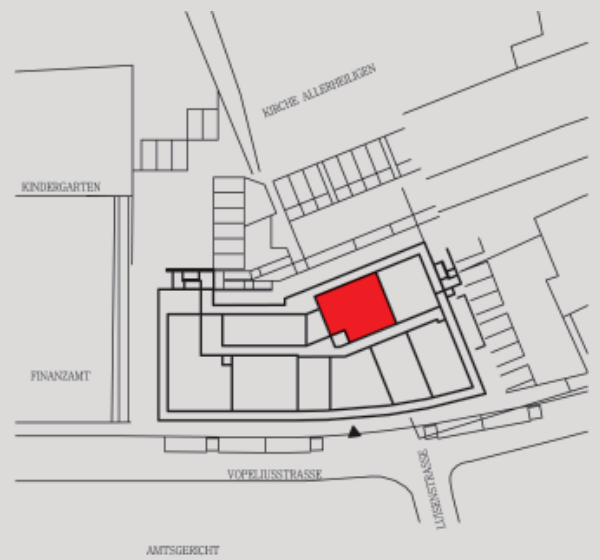 KIRCHE ALLERHEILIGEN
KINDERGARTEN
FINANZAMT
VOPELIUSSTRASSE
LUISENSTRASSE
AMTSGERICHT